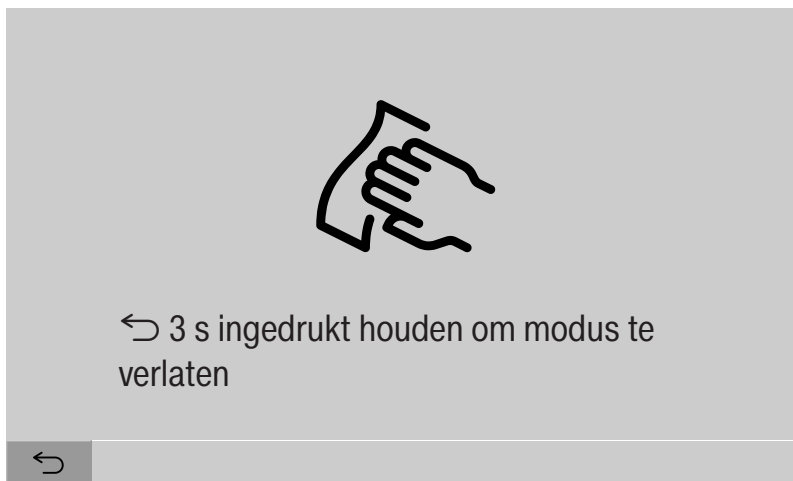 ⮌ 3 s ingedrukt houden om modus te
verlaten